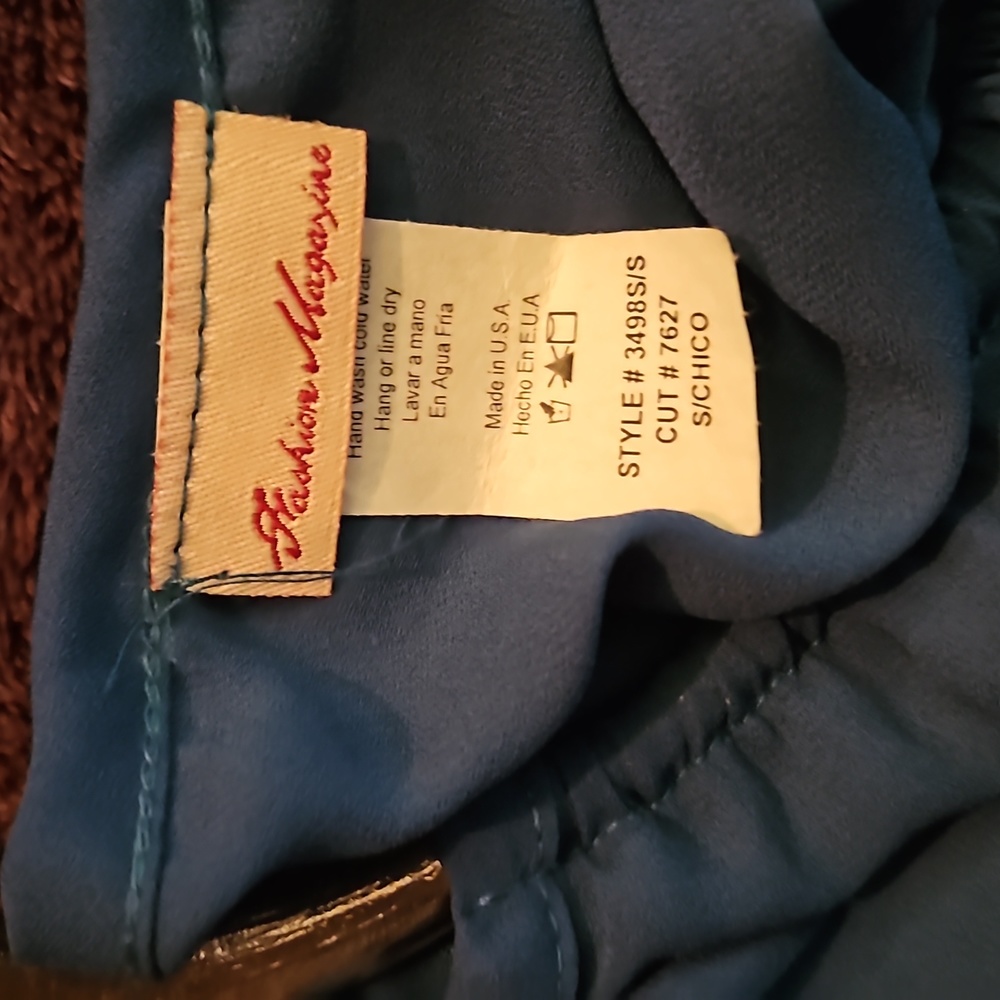 Fashion Magazine
Hand wash cold water
Hang or line dry
Lavar a mano
En Agua Fria
Made in U.S.A.
Hecho En E.U.A
STYLE # 3498S/S
CUT # 7627
S/CHICO